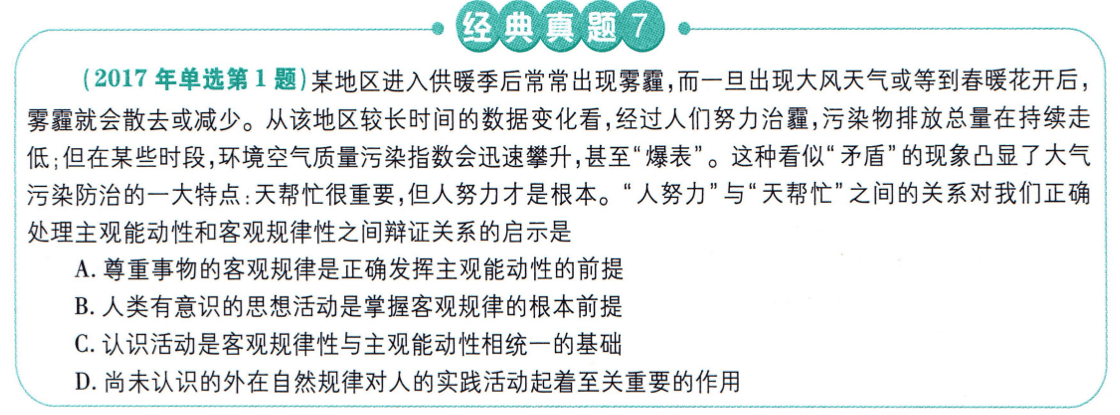 经典真题7
(2017年单选第1题)某地区进入供暖季后常常出现雾霾,而一旦出现大风天气或等到春暖花开后,
雾霾就会散去或减少。从该地区较长时间的数据变化看,经过人们努力治霾,污染物排放总量在持续走
低;但在某些时段,环境空气质量污染指数会迅速攀升,甚至“爆表”。这种看似“矛盾”的现象凸显了大气
污染防治的一大特点:天帮忙很重要,但人努力才是根本。“人努力”与“天帮忙”之间的关系对我们正确
处理主观能动性和客观规律性之间辩证关系的启示是
A. 尊重事物的客观规律是正确发挥主观能动性的前提
B. 人类有意识的思想活动是掌握客观规律的根本前提
C. 认识活动是客观规律性与主观能动性相统一的基础
D. 尚未认识的外在自然规律对人的实践活动起着至关重要的作用